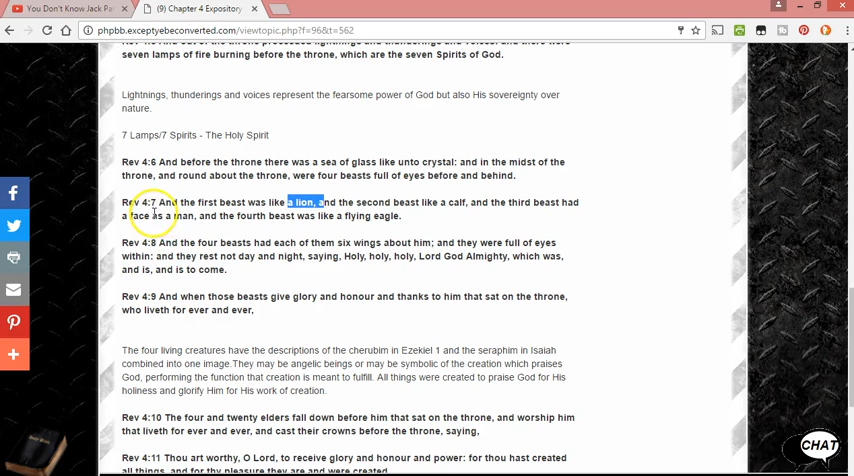 You Don't Know Jack Pa
(9) Chapter 4 Expository
phpbb.exceptyebeconverted.com/viewtopic.php?f=96&t=562
seven lamps of fire burning before the throne, which are the seven Spirits of God.
Lightnings, thunderings and voices represent the fearsome power of God but also His sovereignty over
nature.
7 Lamps/7 Spirits - The Holy Spirit
Rev 4:6 And before the throne there was a sea of glass like unto crystal: and in the midst of the
throne, and round about the throne, were four beasts full of eyes before and behind.
Rev 4:7 And the first beast was like a lion, and the second beast like a calf, and the third beast had
a face as a man, and the fourth beast was like a flying eagle.
Rev 4:8 And the four beasts had each of them six wings about him; and they were full of eyes
within: and they rest not day and night, saying, Holy, holy, holy, Lord God Almighty, which was,
and is, and is to come.
Rev 4:9 And when those beasts give glory and honour and thanks to him that sat on the throne,
who liveth for ever and ever,
The four living creatures have the descriptions of the cherubim in Ezekiel 1 and the seraphim in Isaiah
combined into one image.They may be angelic beings or may be symbolic of the creation which praises
God, performing the function that creation is meant to fulfill. All things were created to praise God for His
holiness and glorify Him for His work of creation.
Rev 4:10 The four and twenty elders fall down before him that sat on the throne, and worship him
that liveth for ever and ever, and cast their crowns before the throne, saying,
Rev 4:11 Thou art worthy, O Lord, to receive glory and honour and power: for thou hast created
all things, and for thy pleasure they are and were created.
CHAT